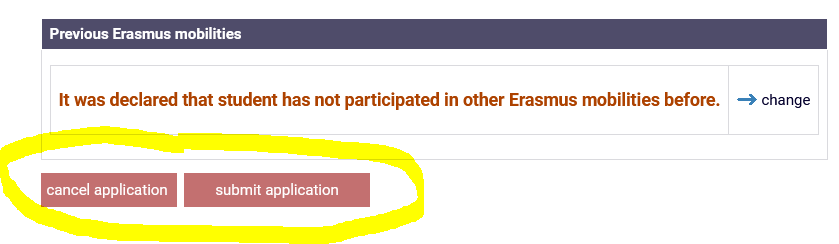 Previous Erasmus mobilities
It was declared that student has not participated in other Erasmus mobilities before.
change
cancel application
submit application